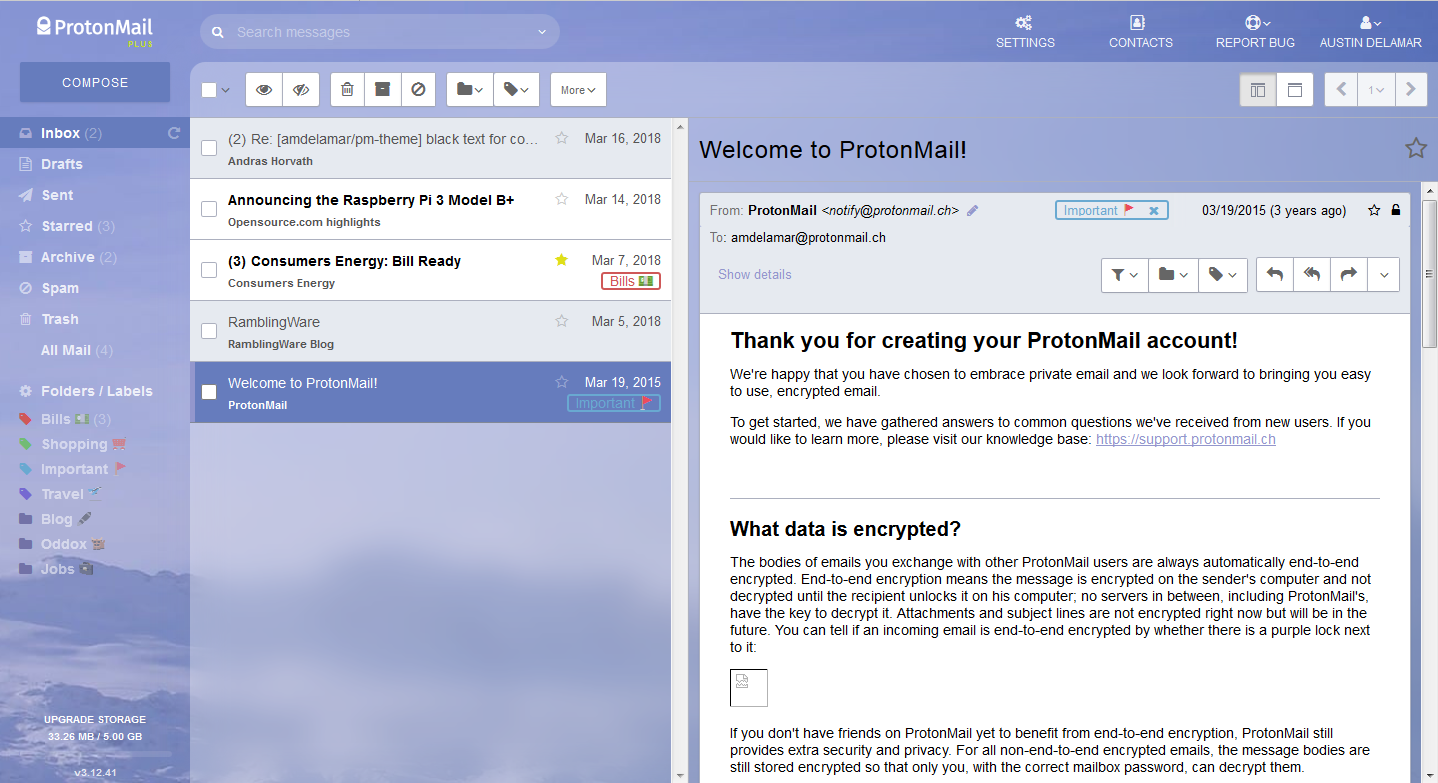 ProtonMail
PLUS
Search messages
SETTINGS
CONTACTS
REPORT BUG
AUSTIN DELAMAR
COMPOSE
More
1
Inbox (2)
Drafts
Sent
Starred (3)
Archive (2)
Spam
Trash
All Mail (4)
Folders / Labels
Bills (3)
Shopping
Important
Travel
Blog
Oddox
Jobs
UPGRADE STORAGE
33.26 MB / 5.00 GB
v3.12.41
(2) Re: [amdelamar/pm-theme] black text for co...
Mar 16, 2018
Andras Horvath
Announcing the Raspberry Pi 3 Model B+
Mar 14, 2018
Opensource.com highlights
(3) Consumers Energy: Bill Ready
Mar 7, 2018
Consumers Energy
Bills
RamblingWare
Mar 5, 2018
RamblingWare Blog
Welcome to ProtonMail!
Mar 19, 2015
ProtonMail
Important
Welcome to ProtonMail!
From: ProtonMail <notify@protonmail.ch>
Important
03/19/2015 (3 years ago)
To: amdelamar@protonmail.ch
Show details
Thank you for creating your ProtonMail account!
We're happy that you have chosen to embrace private email and we look forward to bringing you easy
to use, encrypted email.
To get started, we have gathered answers to common questions we've received from new users. If you
would like to learn more, please visit our knowledge base: https://support.protonmail.ch
What data is encrypted?
The bodies of emails you exchange with other ProtonMail users are always automatically end-to-end
encrypted. End-to-end encryption means the message is encrypted on the sender's computer and not
decrypted until the recipient unlocks it on his computer; no servers in between, including ProtonMail's,
have the key to decrypt it. Attachments and subject lines are not encrypted right now but will be in the
future. You can tell if an incoming email is end-to-end encrypted by whether there is a purple lock next
to it:
If you don't have friends on ProtonMail yet to benefit from end-to-end encryption, ProtonMail still
provides extra security and privacy. For all non-end-to-end encrypted emails, the message bodies are
still stored encrypted so that only you, with the correct mailbox password, can decrypt them.